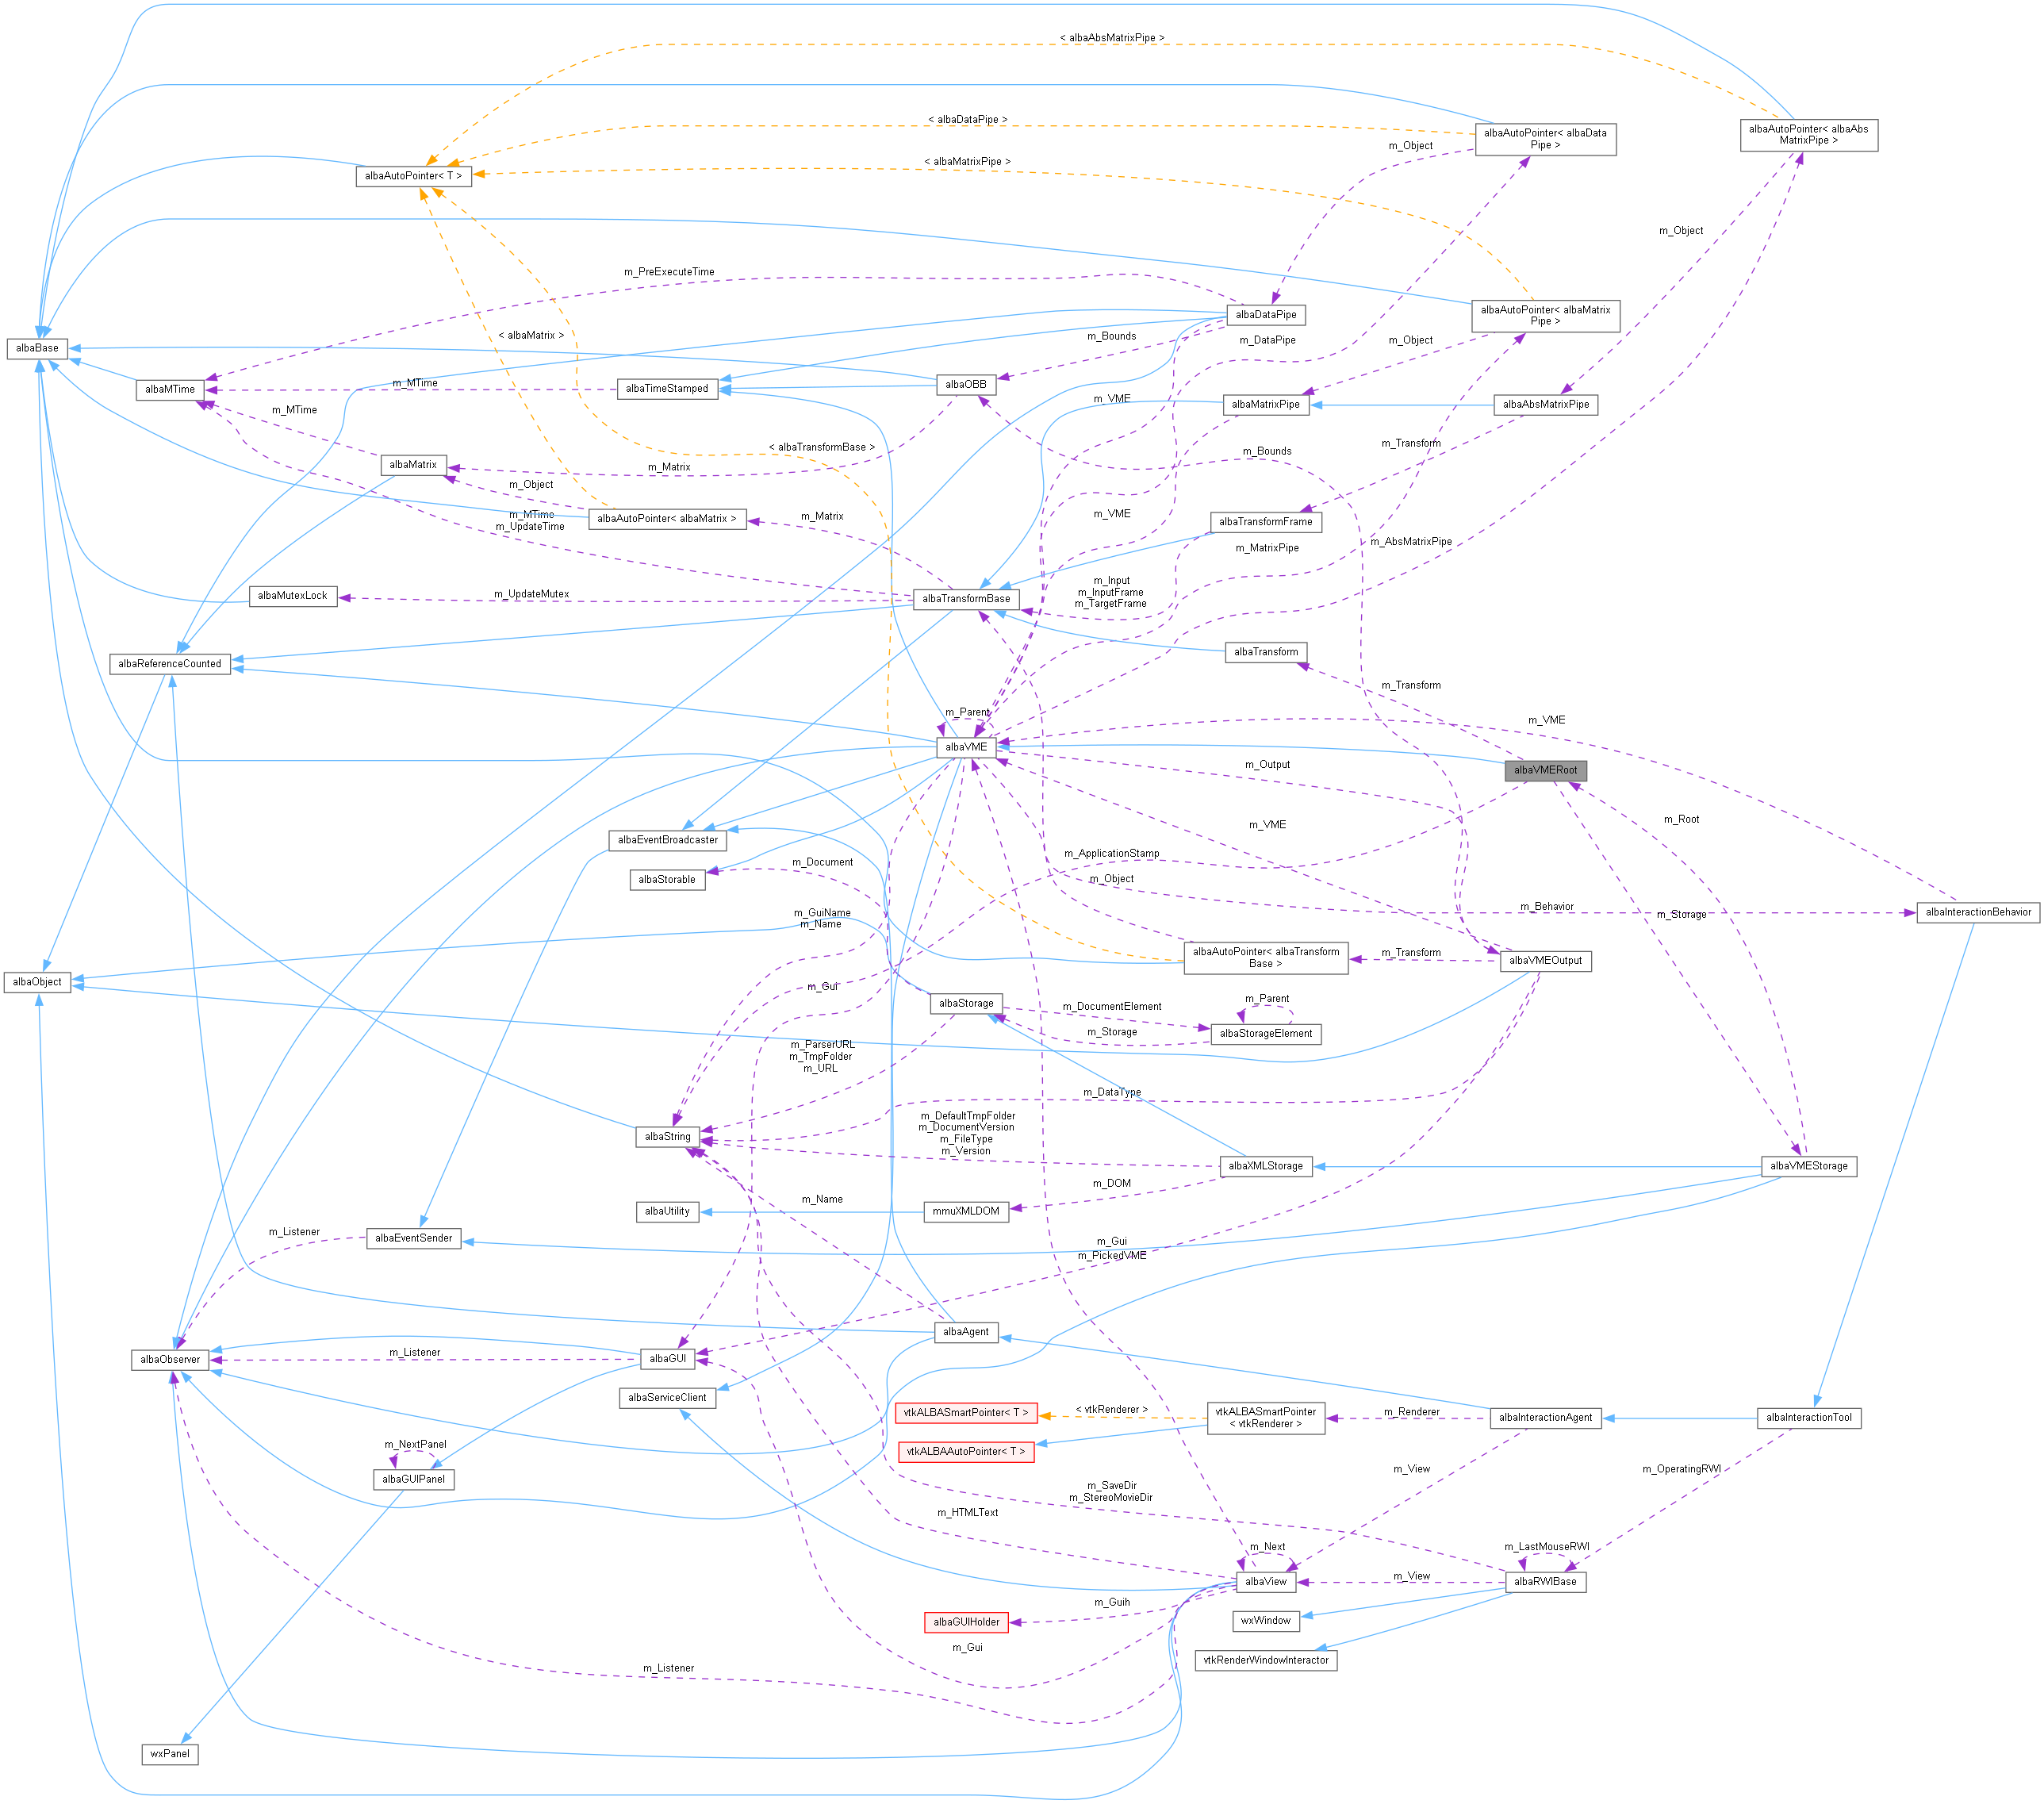 < albaAbsMatrixPipe >
< albaDataPipe >
albaAutoPointer< albaData
Pipe >
albaAutoPointer< albaAbs
MatrixPipe >
m_Object
< albaMatrixPipe >
albaAutoPointer< T >
m_Object
m_PreExecuteTime
albaDataPipe
albaAutoPointer< albaMatrix
Pipe >
< albaMatrix >
m_Bounds
m_DataPipe
m_Object
albaBase
albaMTime
m_MTime
albaTimeStamped
albaOBB
m_VME
albaMatrixPipe
albaAbsMatrixPipe
m_MTime
< albaTransformBase >
m_Transform
m_Bounds
albaMatrix
m_Matrix
m_Object
m_MTime
m_UpdateTime
albaAutoPointer< albaMatrix >
m_Matrix
m_VME
albaTransformFrame
m_AbsMatrixPipe
m_MatrixPipe
albaMutexLock
m_UpdateMutex
albaTransformBase
m_Input
m_InputFrame
m_TargetFrame
albaReferenceCounted
albaTransform
m_Transform
m_Parent
m_VME
albaVME
m_Output
albaVMERoot
m_VME
m_Root
albaEventBroadcaster
m_ApplicationStamp
m_Document
albaStorable
m_Object
m_Behavior
m_Storage
albaInteractionBehavior
m_GuiName
m_Name
albaAutoPointer< albaTransform
Base >
m_Transform
albaVMEOutput
albaObject
m_Gui
albaStorage
m_DocumentElement
m_Parent
m_Storage
albaStorageElement
m_ParserURL
m_TmpFolder
m_URL
m_DataType
m_DefaultTmpFolder
m_DocumentVersion
m_FileType
m_Version
albaString
albaXMLStorage
albaVMEStorage
m_DOM
m_Name
albaUtility
mmuXMLDOM
m_Listener
albaEventSender
m_Gui
m_PickedVME
albaAgent
albaObserver
m_Listener
albaGUI
albaServiceClient
vtkALBASmartPointer< T >
< vtkRenderer >
vtkALBASmartPointer
< vtkRenderer >
m_Renderer
albaInteractionAgent
albaInteractionTool
m_NextPanel
vtkALBAAutoPointer< T >
albaGUIPanel
m_View
m_OperatingRWI
m_SaveDir
m_StereoMovieDir
m_HTMLText
m_Next
m_LastMouseRWI
albaView
m_View
albaRWIBase
m_Guih
albaGUIHolder
wxWindow
m_Gui
m_Listener
vtkRenderWindowInteractor
wxPanel